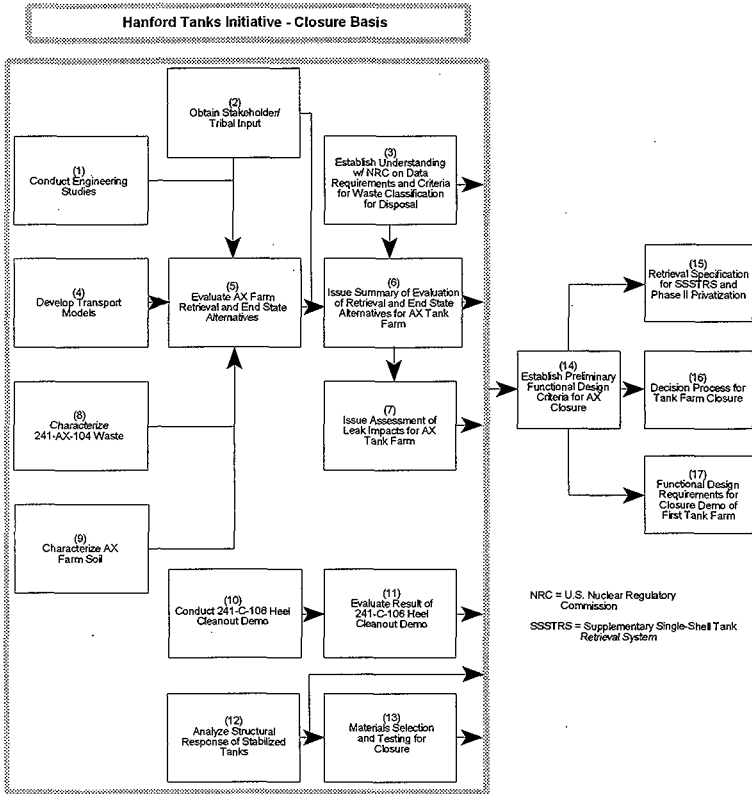 Hanford Tanks Initiative - Closure Basis
(2)
Obtain Stakeholder/
Tribal Input
(1)
Conduct Engineering
Studies
(3)
Establish Understanding
w/ NRC on Data
Requirements and Criteria
for Waste Classification
for Disposal
(4)
Develop Transport
Models
(5)
Evaluate AX Farm
Retrieval and End State
Alternatives
(6)
Issue Summary of Evaluation
of Retrieval and End State
Alternatives for AX Tank
Farm
(7)
Issue Assessment of
Leak Impacts for AX
Tank Farm
(8)
Characterize
241-AX-104 Waste
(9)
Characterize AX
Farm Soil
(10)
Conduct 241-C-106 Heel
Cleanout Demo
(11)
Evaluate Result of
241-C-106 Heel
Cleanout Demo
(12)
Analyze Structural
Response of Stabilized
Tanks
(13)
Materials Selection
and Testing for
Closure
(14)
Establish Preliminary
Functional Design
Criteria for AX
Closure
(15)
Retrieval Specification
for SSSTRS and
Phase II Privatization
(16)
Decision Process for
Tank Farm Closure
(17)
Functional Design
Requirements for
Closure Demo of
First Tank Farm
NRC = U.S. Nuclear Regulatory
Commission
SSSTRS = Supplementary Single-Shell Tank
Retrieval System